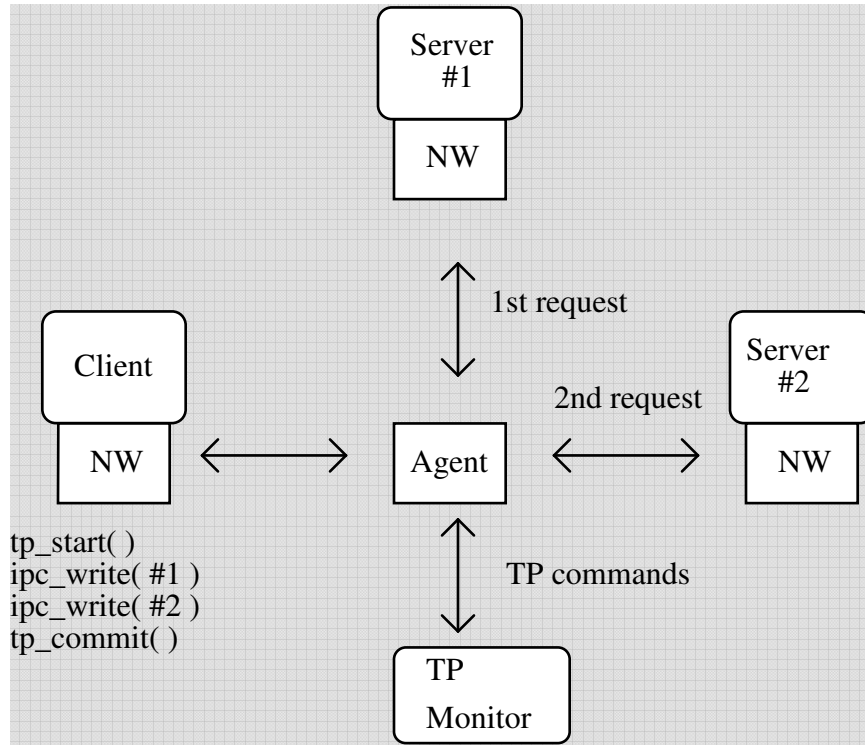 Server
#1
NW
1st request
Client
NW
Agent
2nd request
Server
#2
NW
tp_start( )
ipc_write( #1 )
ipc_write( #2 )
tp_commit( )
TP commands
TP
Monitor